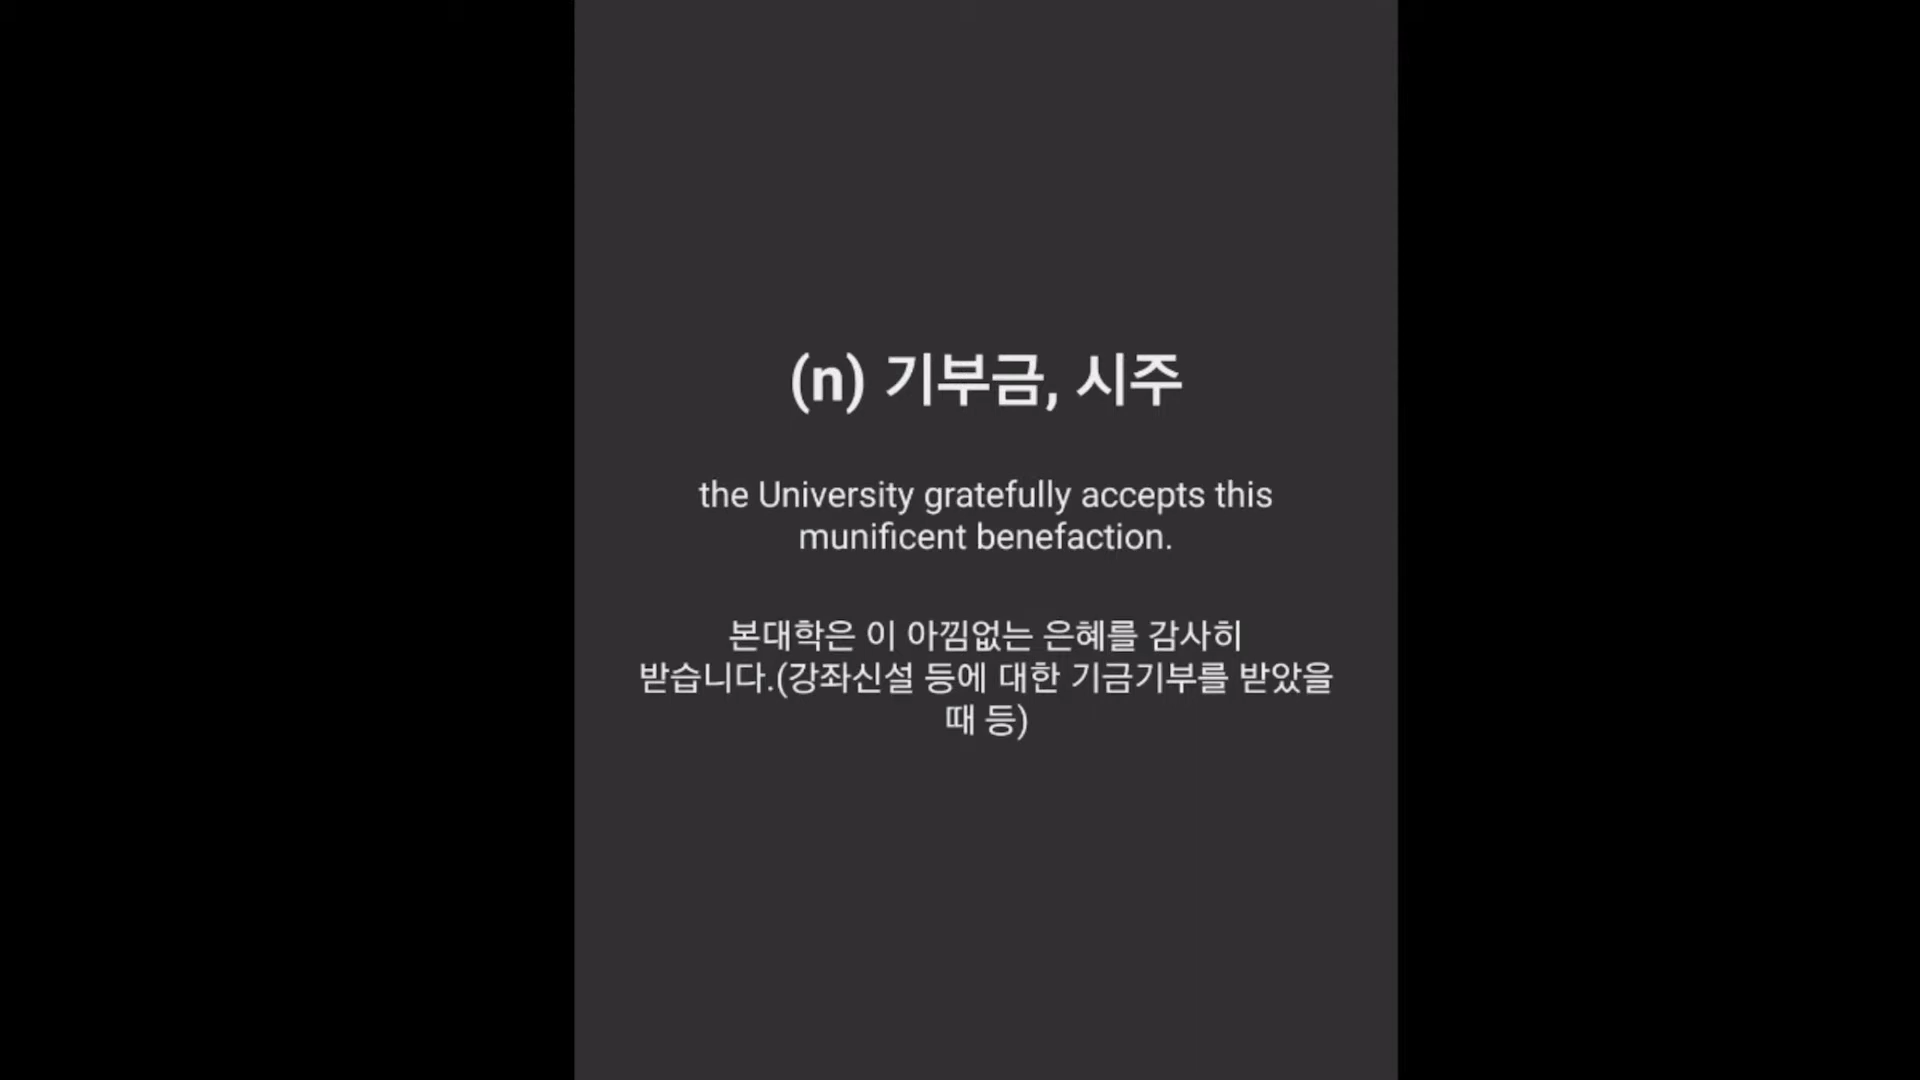 (n) 기부금, 시주
the University gratefully accepts this
munificent benefaction.
본대학은 이 아낌없는 은혜를 감사히
받습니다.(강좌신설 등에 대한 기금기부를 받았을
때 등)